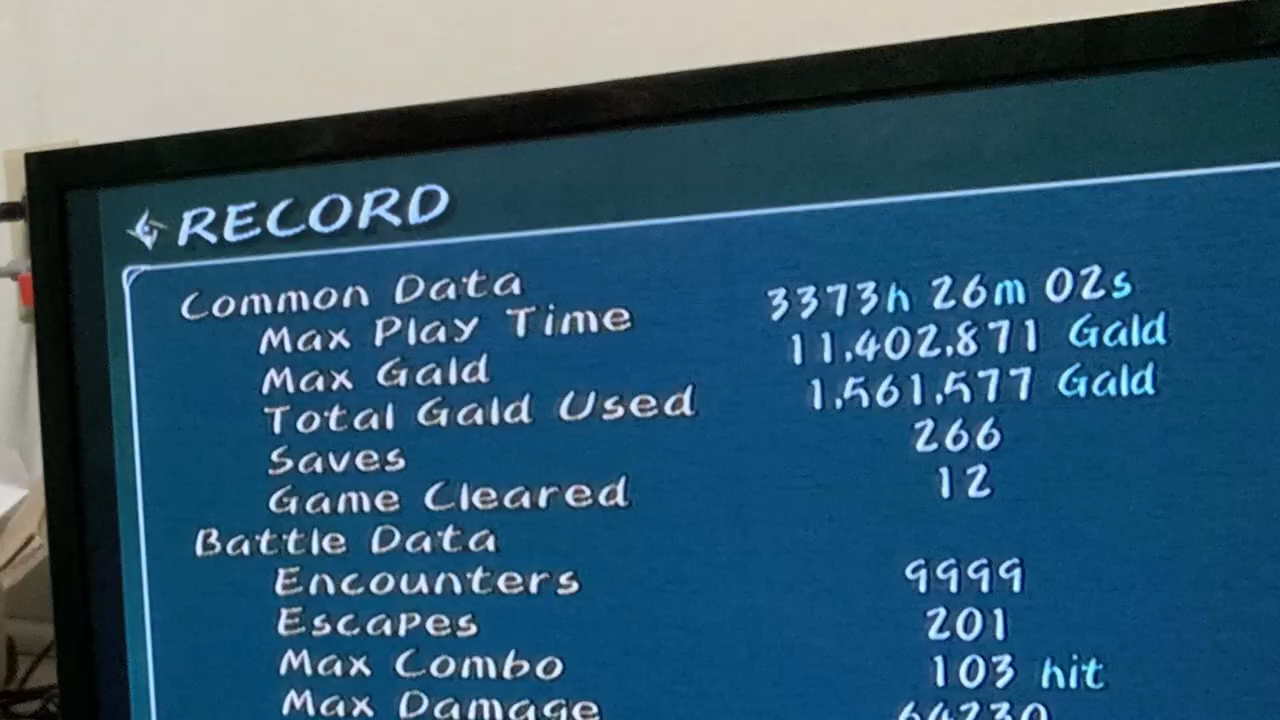 RECORD
Common Data
Max Play Time 3373h 26m 02s
Max Gald 11,402,871 Gald
Total Gald Used 1,561,577 Gald
Saves 266
Game Cleared 12
Battle Data
Encounters 9999
Escapes 201
Max Combo 103 hit
Max Damage 64230